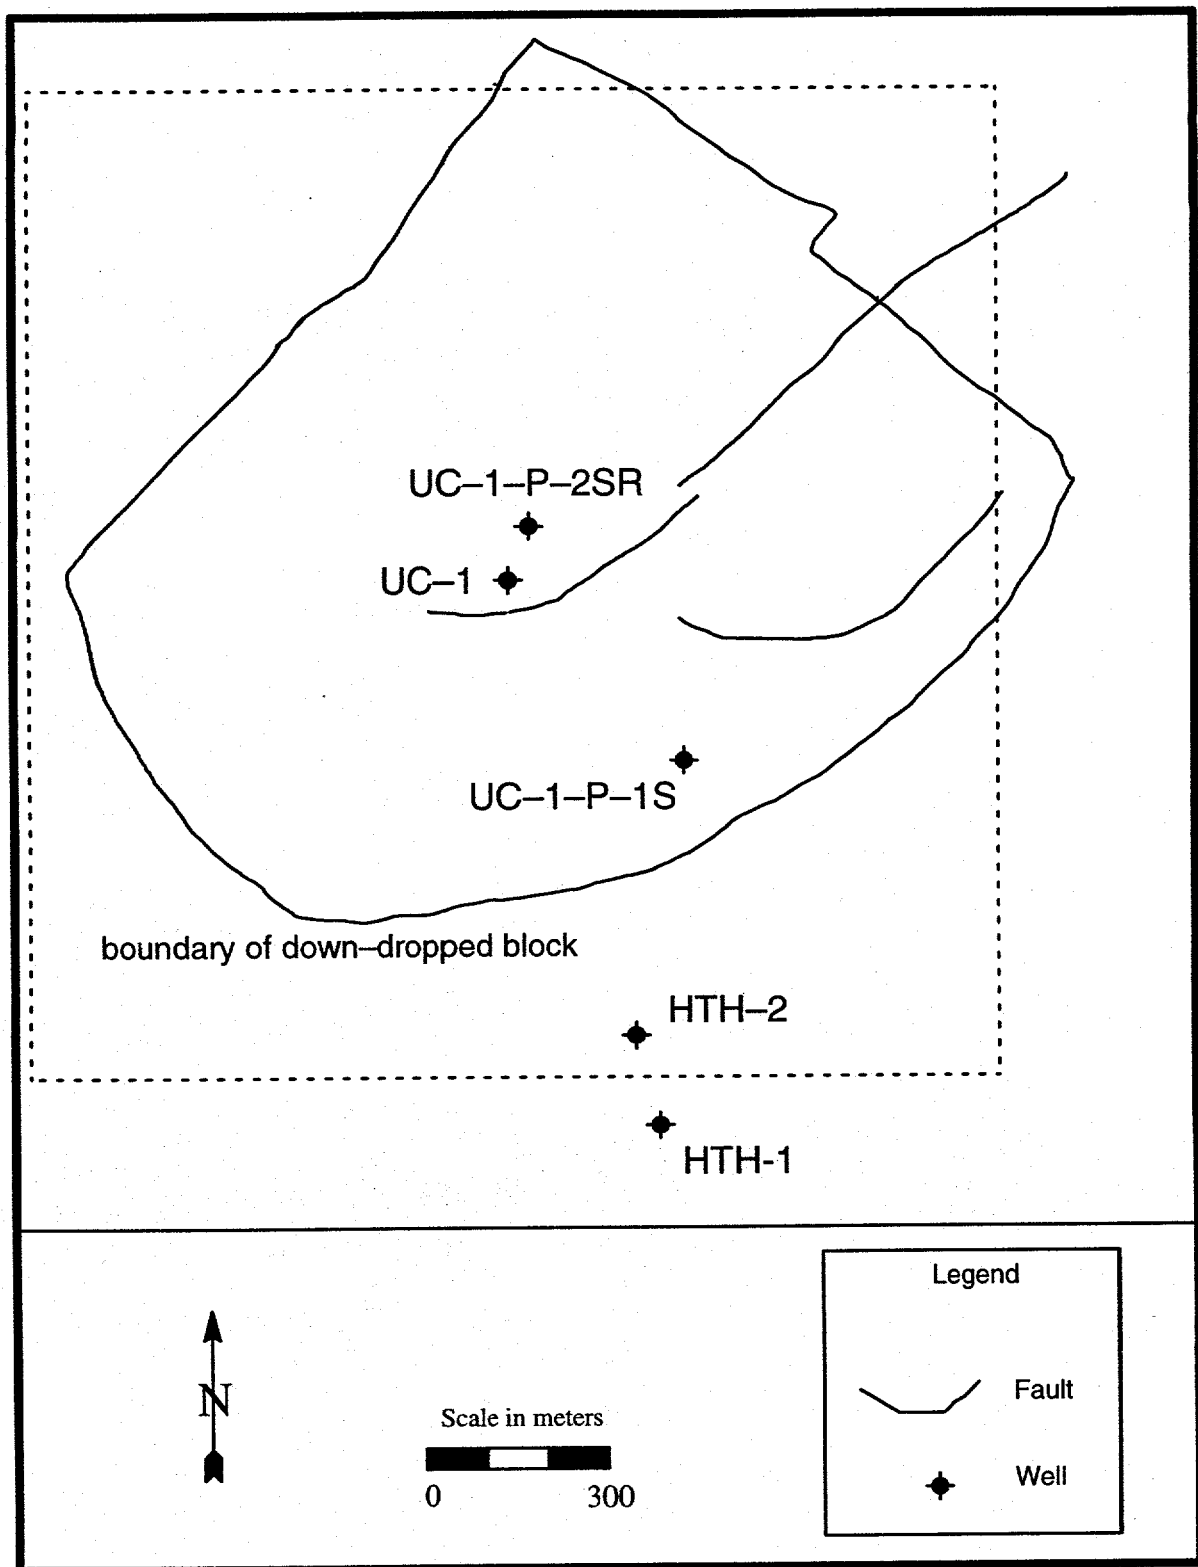 UC–1–P–2SR
UC–1
UC–1–P–1S
boundary of down–dropped block
HTH–2
HTH-1
Legend
Fault
Well
N
Scale in meters
0 300